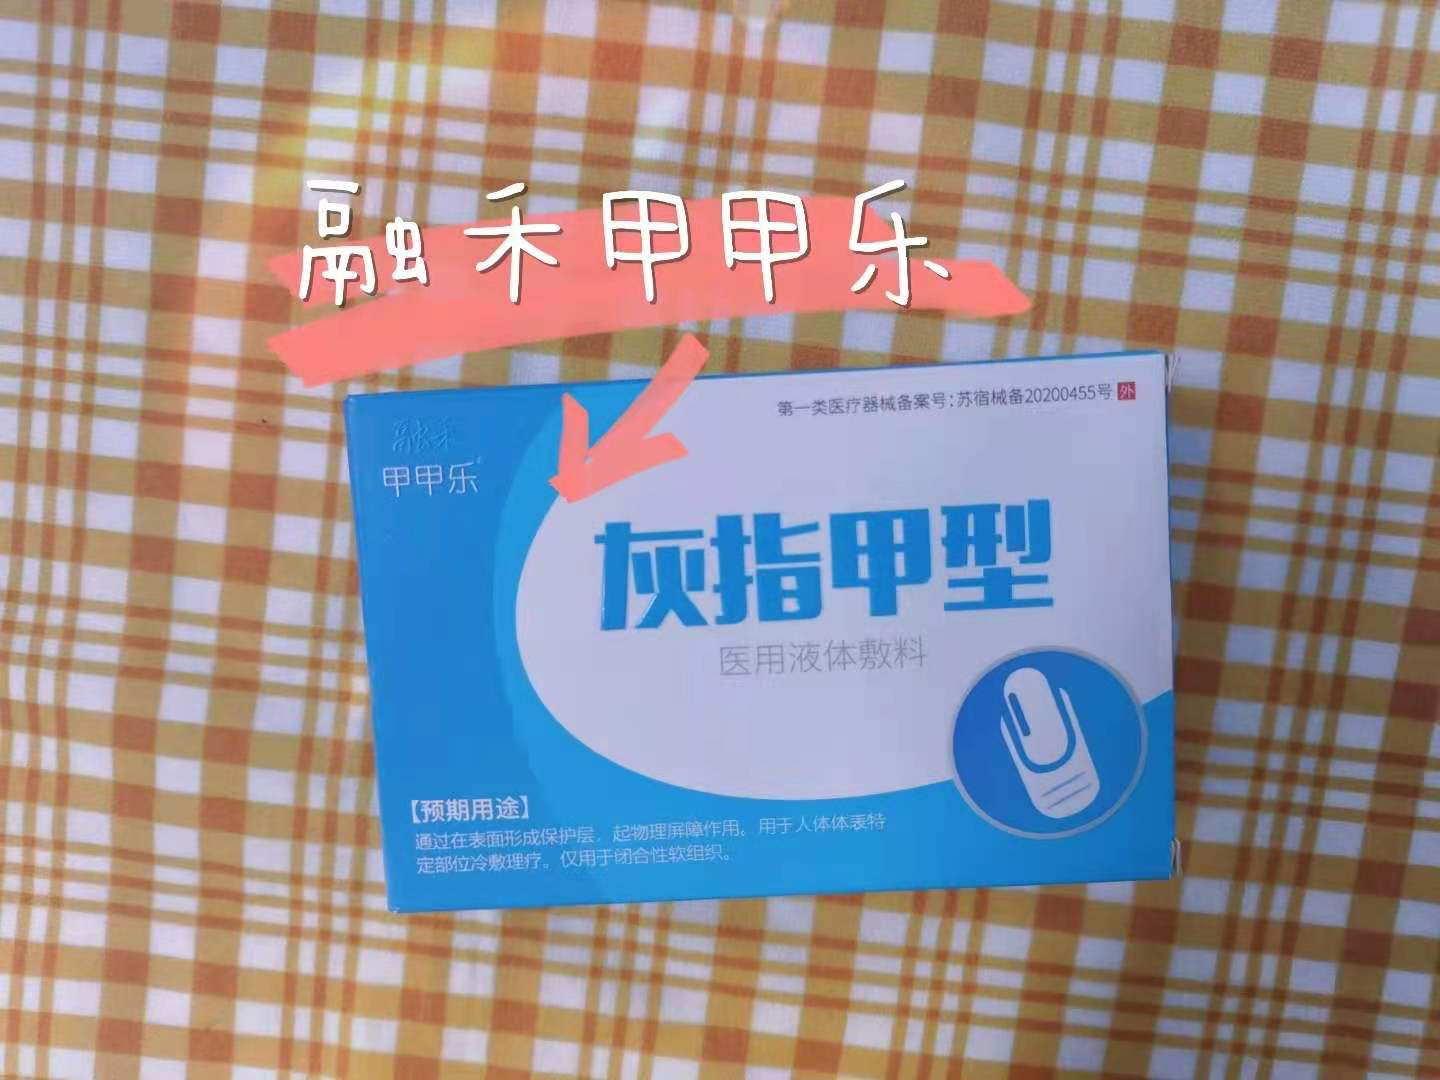 融禾甲甲乐
第一类医疗器械备案号：苏宿械备20200455号 外
融禾
甲甲乐
灰指甲型
医用液体敷料
【预期用途】
通过在表面形成保护层，起物理屏障作用。用于人体体表特
定部位冷敷理疗。仅用于闭合性软组织。